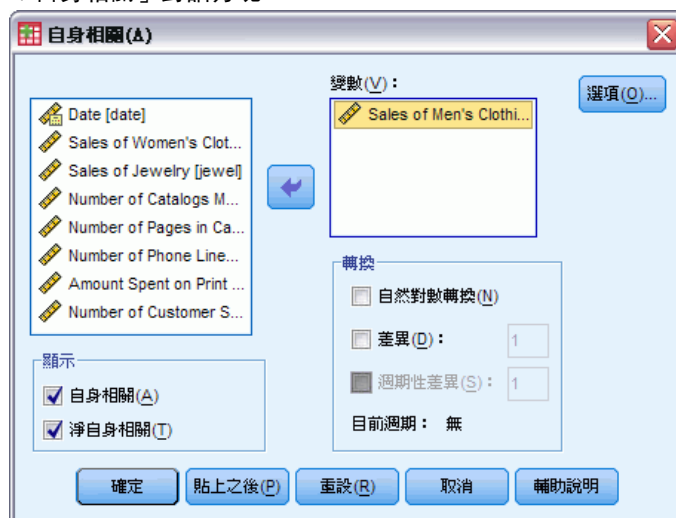 自身相關(A)
變數(V)：
選項(O)...
Date [date]
Sales of Women's Clot...
Sales of Jewelry [jewel]
Number of Catalogs M...
Number of Pages in Ca...
Number of Phone Line...
Amount Spent on Print ...
Number of Customer S...
Sales of Men's Clothi...
轉換
自然對數轉換(N)
差異(D)：
1
週期性差異(S)：
1
目前週期： 無
顯示
自身相關(A)
淨自身相關(T)
確定
貼上之後(P)
重設(R)
取消
輔助說明